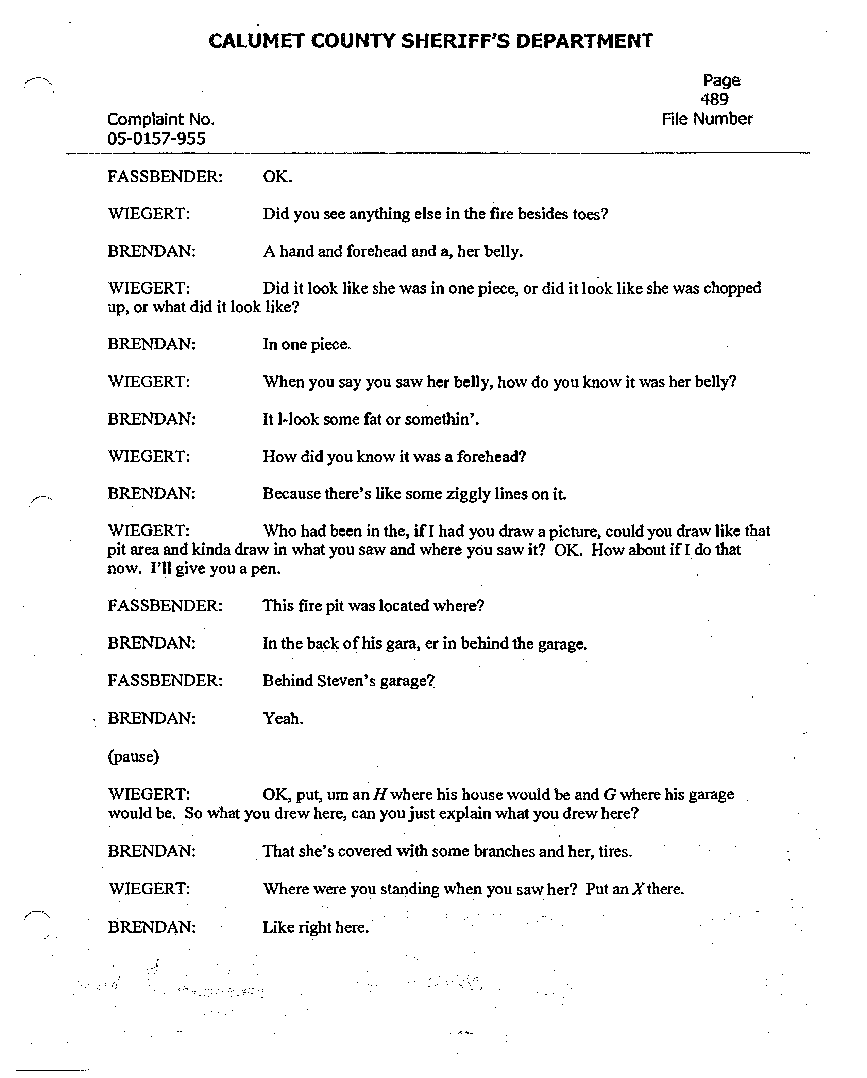 CALUMET COUNTY SHERIFF'S DEPARTMENT
Page
489
Complaint No.
File Number
05-0157-955
FASSBENDER: OK.
WIEGERT: Did you see anything else in the fire besides toes?
BRENDAN: A hand and forehead and a, her belly.
WIEGERT: Did it look like she was in one piece, or did it look like she was chopped
up, or what did it look like?
BRENDAN: In one piece.
WIEGERT: When you say you saw her belly, how do you know it was her belly?
BRENDAN: It l-look some fat or somethin'.
WIEGERT: How did you know it was a forehead?
BRENDAN: Because there's like some ziggly lines on it.
WIEGERT: Who had been in the, if I had you draw a picture, could you draw like that
pit area and kinda draw in what you saw and where you saw it? OK. How about if I do that
now. I'll give you a pen.
FASSBENDER: This fire pit was located where?
BRENDAN: In the back of his gara, er in behind the garage.
FASSBENDER: Behind Steven's garage?
BRENDAN: Yeah.
(pause)
WIEGERT: OK, put, um an H where his house would be and G where his garage
would be. So what you drew here, can you just explain what you drew here?
BRENDAN: That she's covered with some branches and her, tires.
WIEGERT: Where were you standing when you saw her? Put an X there.
BRENDAN: Like right here.